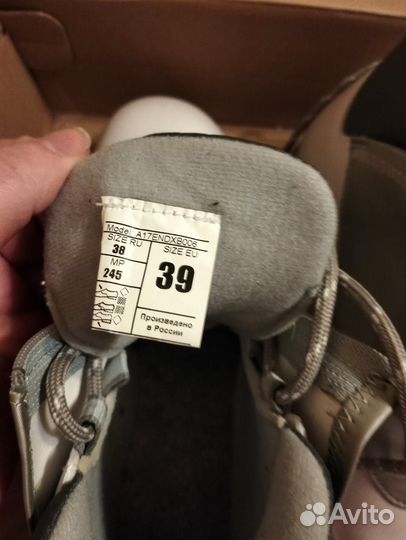 Model: A17ENDXB006
SIZE RU SIZE EU
38
MP
245
39
Произведено
в России
Avito